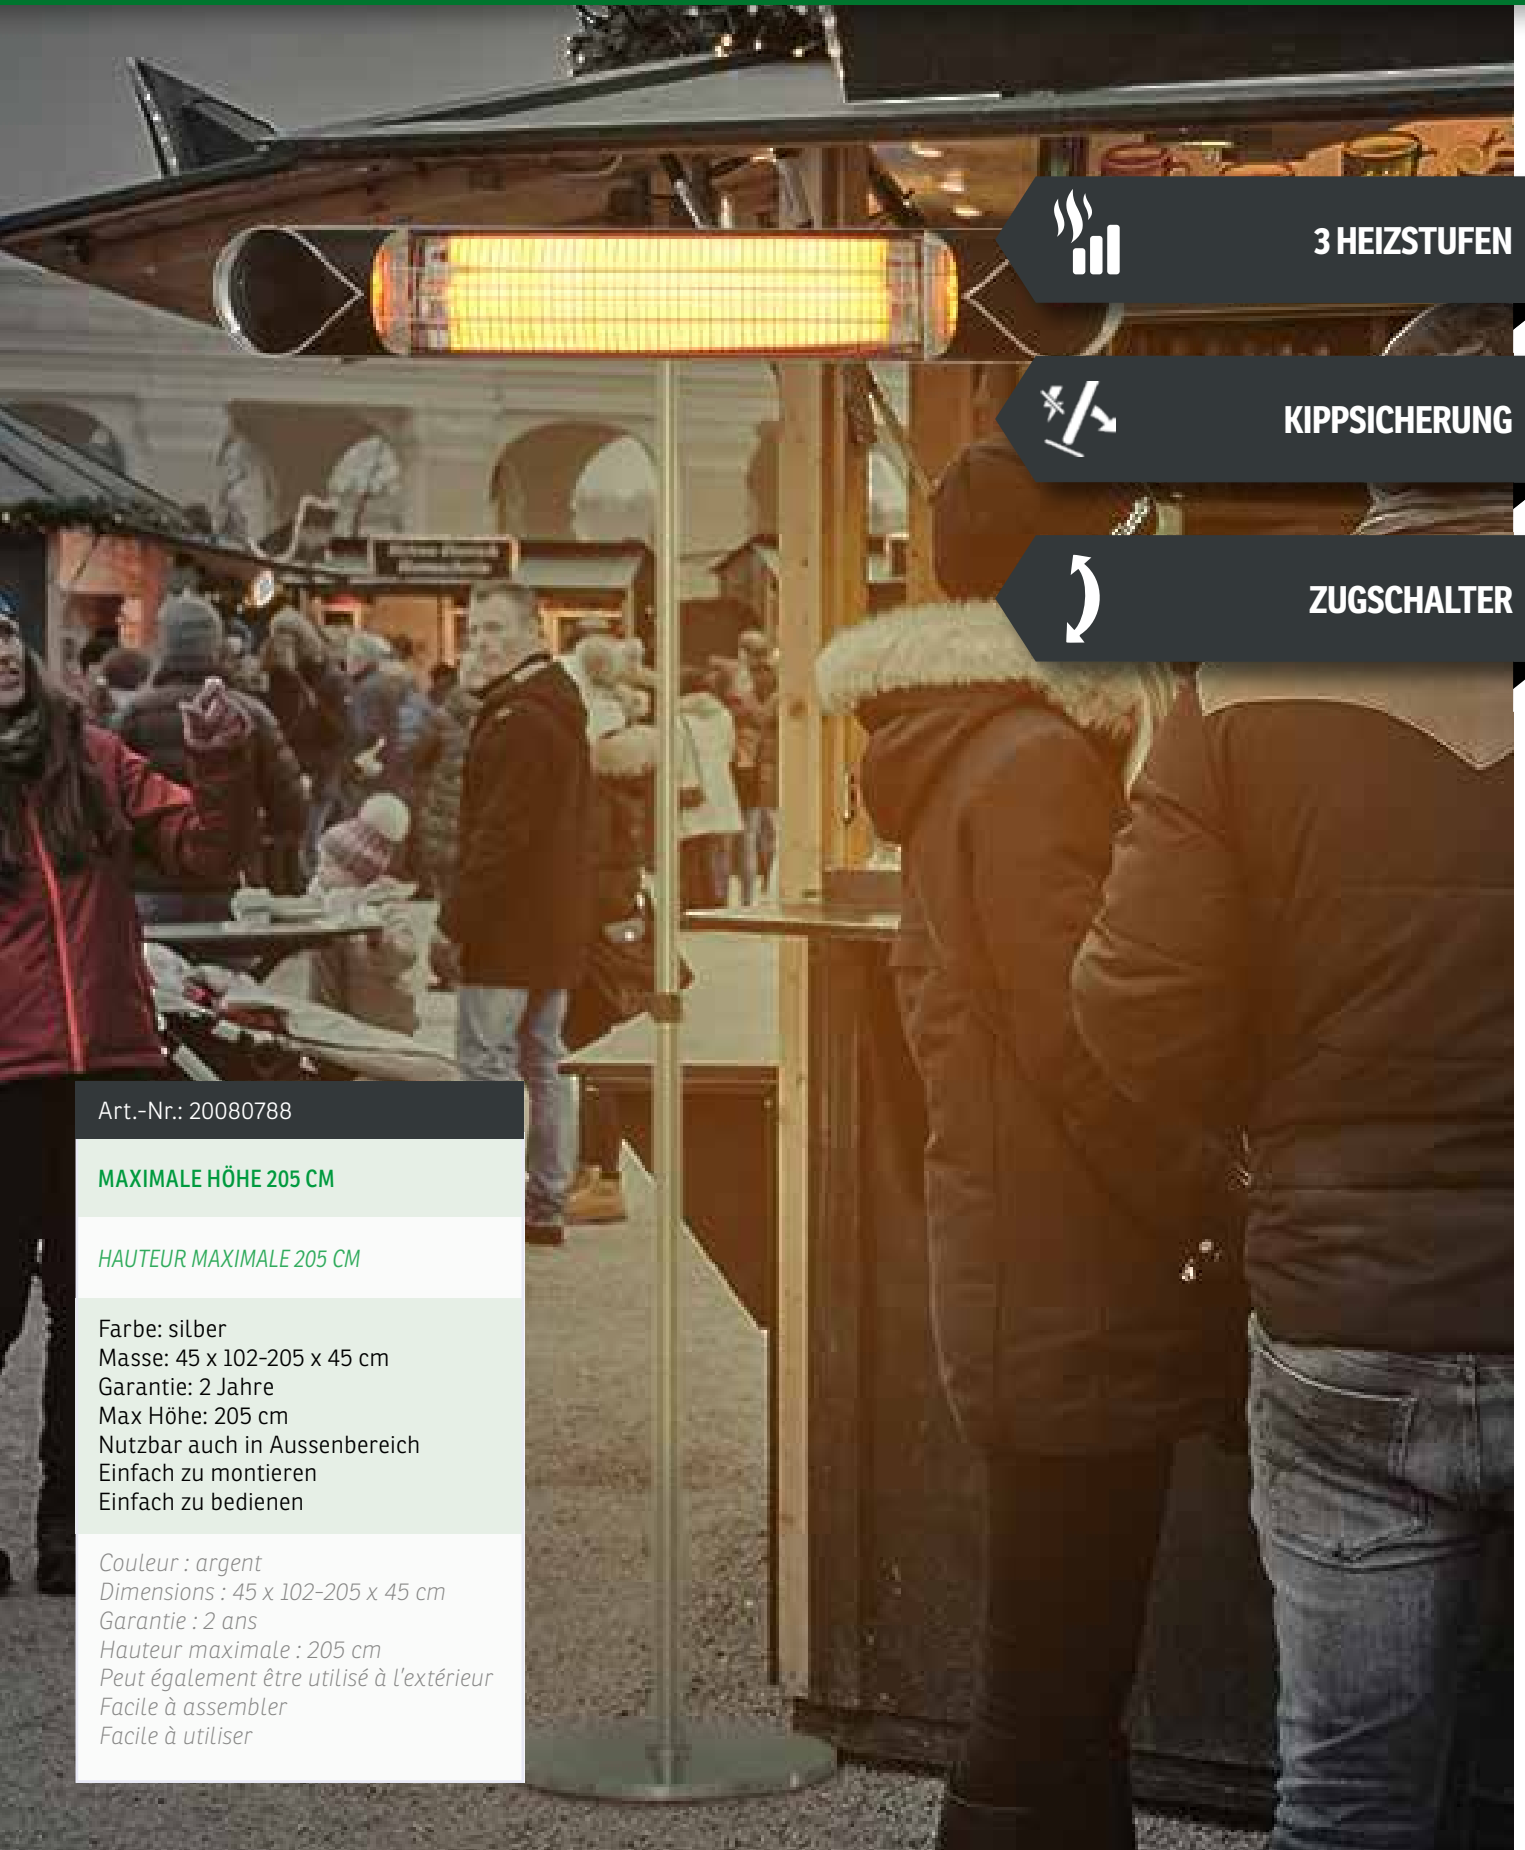 3 HEIZSTUFEN
KIPPSICHERUNG
ZUGSCHALTER
Art.-Nr.: 20080788
MAXIMALE HÖHE 205 CM
HAUTEUR MAXIMALE 205 CM
Farbe: silber
Masse: 45 x 102-205 x 45 cm
Garantie: 2 Jahre
Max Höhe: 205 cm
Nutzbar auch in Aussenbereich
Einfach zu montieren
Einfach zu bedienen
Couleur : argent
Dimensions : 45 x 102-205 x 45 cm
Garantie : 2 ans
Hauteur maximale : 205 cm
Peut également être utilisé à l'extérieur
Facile à assembler
Facile à utiliser